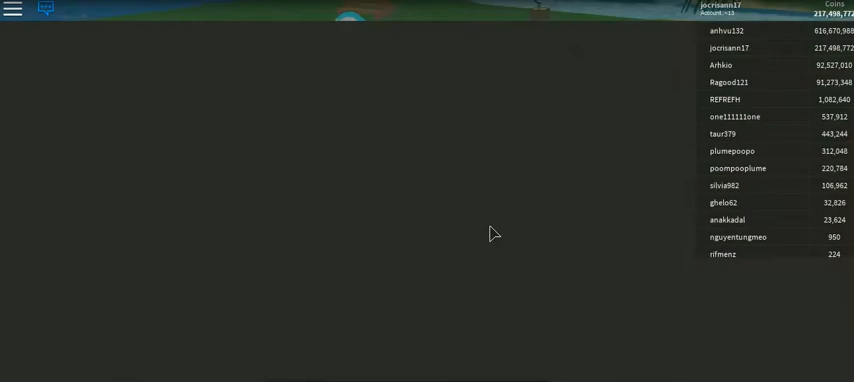 jocrisann17 Coins
Account: <13 217,498,772
anhvu132 616,670,988
jocrisann17 217,498,772
Arhkio 92,527,010
Ragood121 91,273,348
REFREFH 1,082,640
one111111one 537,912
taur379 443,244
plumepoopo 312,048
poompooplume 220,784
silvia982 106,962
ghelo62 32,826
anakkadal 23,624
nguyentungmeo 950
rifmenz 224